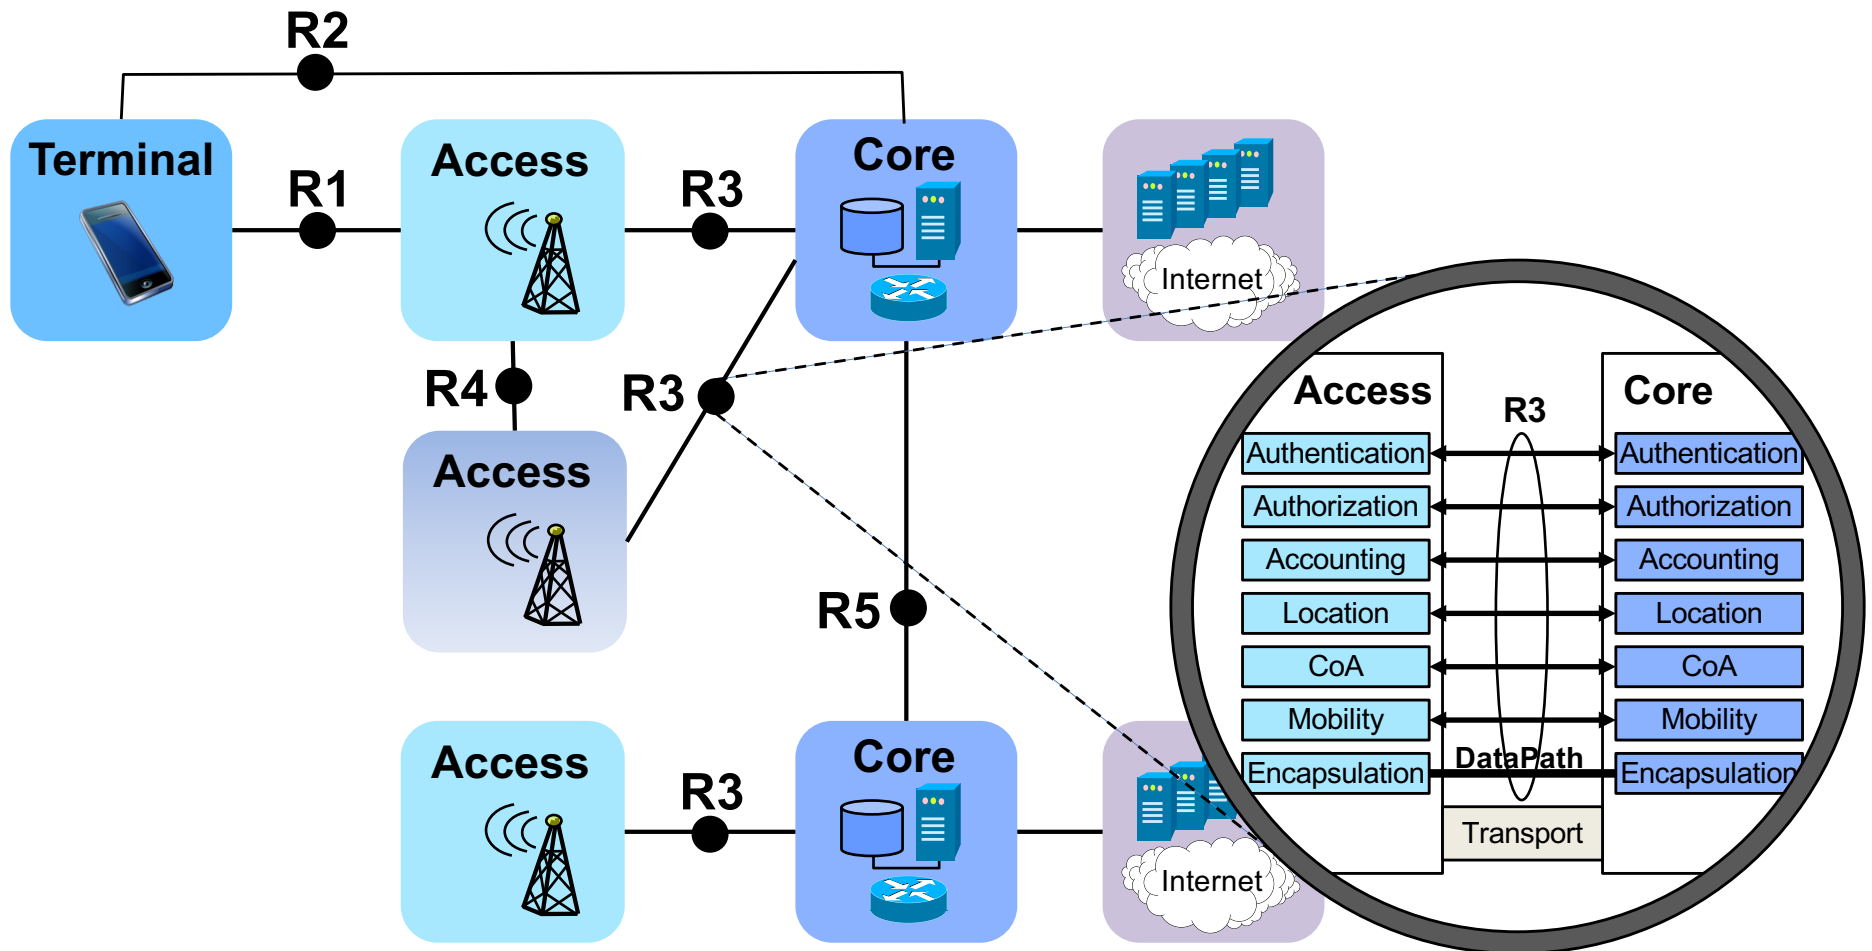 R2
Terminal
R1
Access
R3
Core
Internet
R4
R3
Access
R5
Access
R3
Core
Internet
Access
R3
Core
Authentication
Authentication
Authorization
Authorization
Accounting
Accounting
Location
Location
CoA
CoA
Mobility
Mobility
DataPath
Encapsulation
Encapsulation
Transport